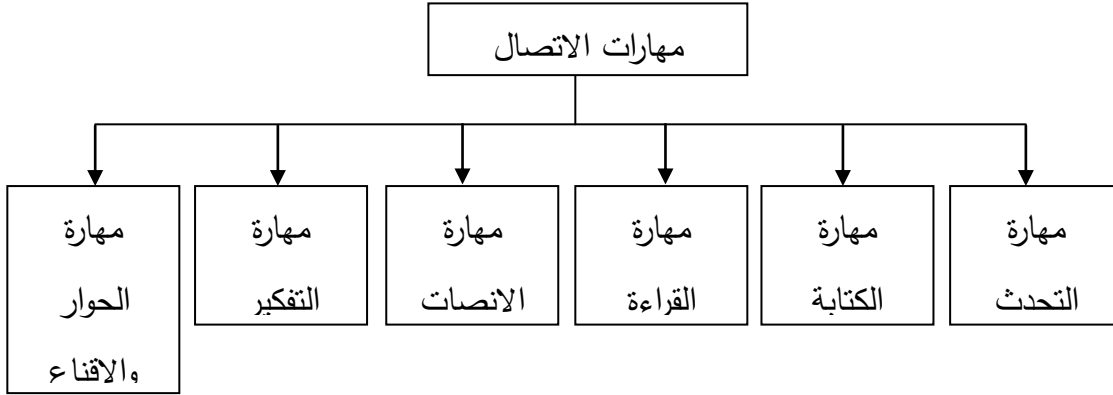 مهارات الاتصال
مهارة
التحدث
مهارة
الكتابة
مهارة
القراءة
مهارة
الانصات
مهارة
التفكير
مهارة
الحوار
والاقناع